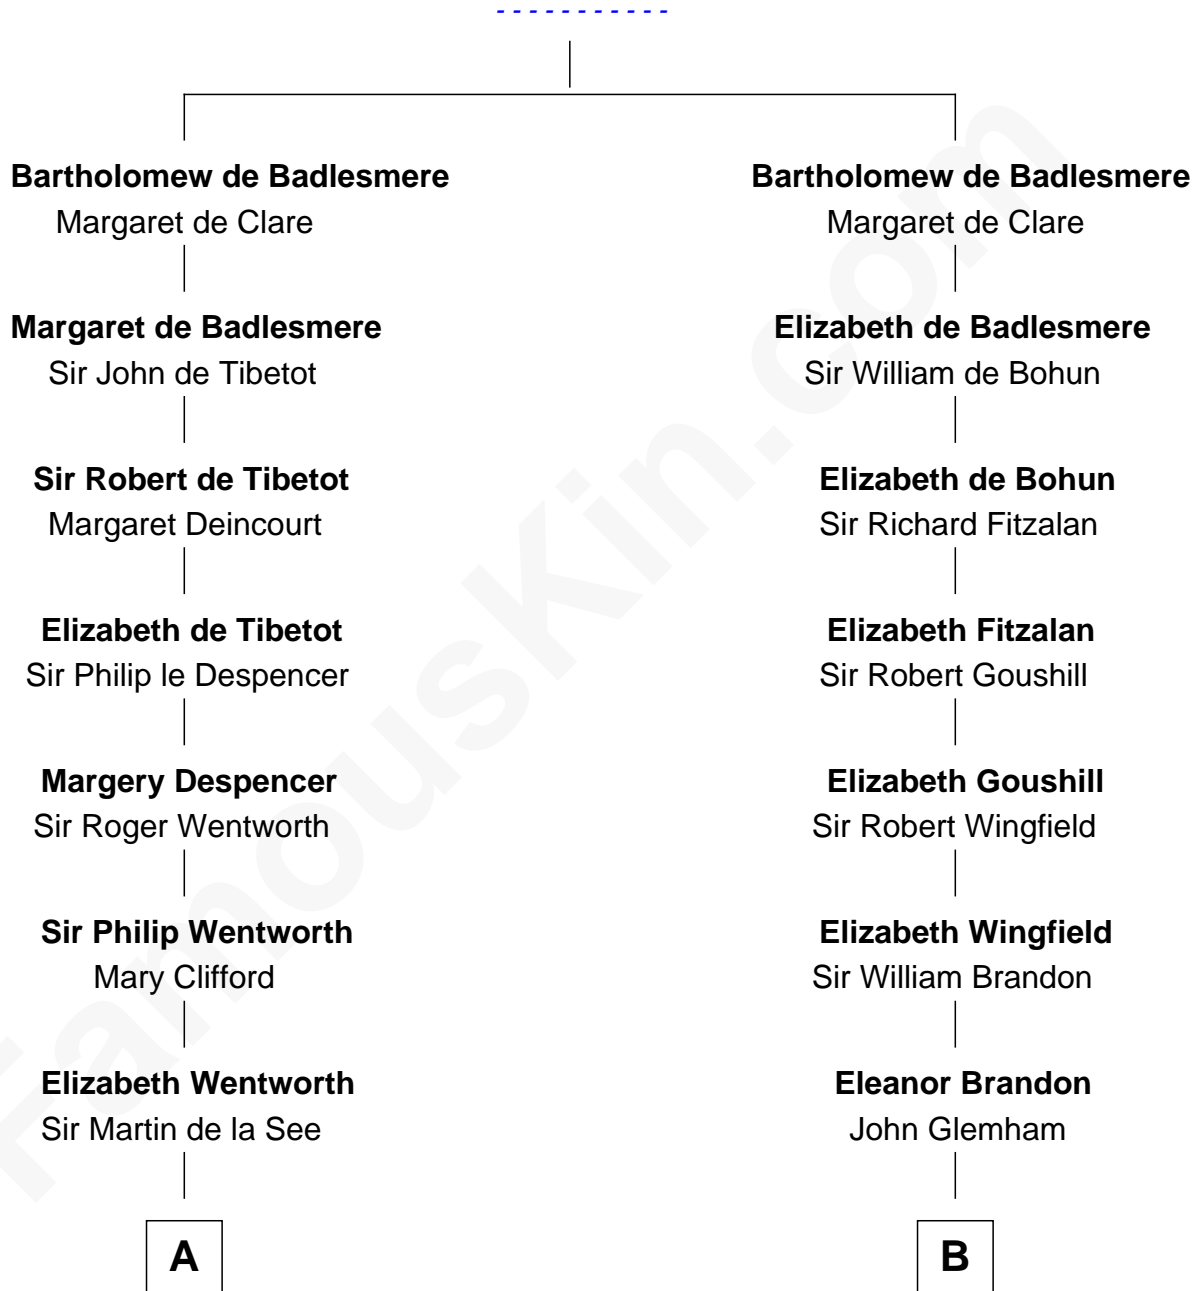 - - - - - - - - - - -
Bartholomew de Badlesmere
Margaret de Clare
Bartholomew de Badlesmere
Margaret de Clare
Margaret de Badlesmere
Sir John de Tibetot
Elizabeth de Badlesmere
Sir William de Bohun
Sir Robert de Tibetot
Margaret Deincourt
Elizabeth de Bohun
Sir Richard Fitzalan
Elizabeth de Tibetot
Sir Philip le Despencer
Elizabeth Fitzalan
Sir Robert Goushill
Margery Despencer
Sir Roger Wentworth
Elizabeth Goushill
Sir Robert Wingfield
Sir Philip Wentworth
Mary Clifford
Elizabeth Wingfield
Sir William Brandon
Elizabeth Wentworth
Sir Martin de la See
Eleanor Brandon
John Glemham
A
B
FamousKin.com